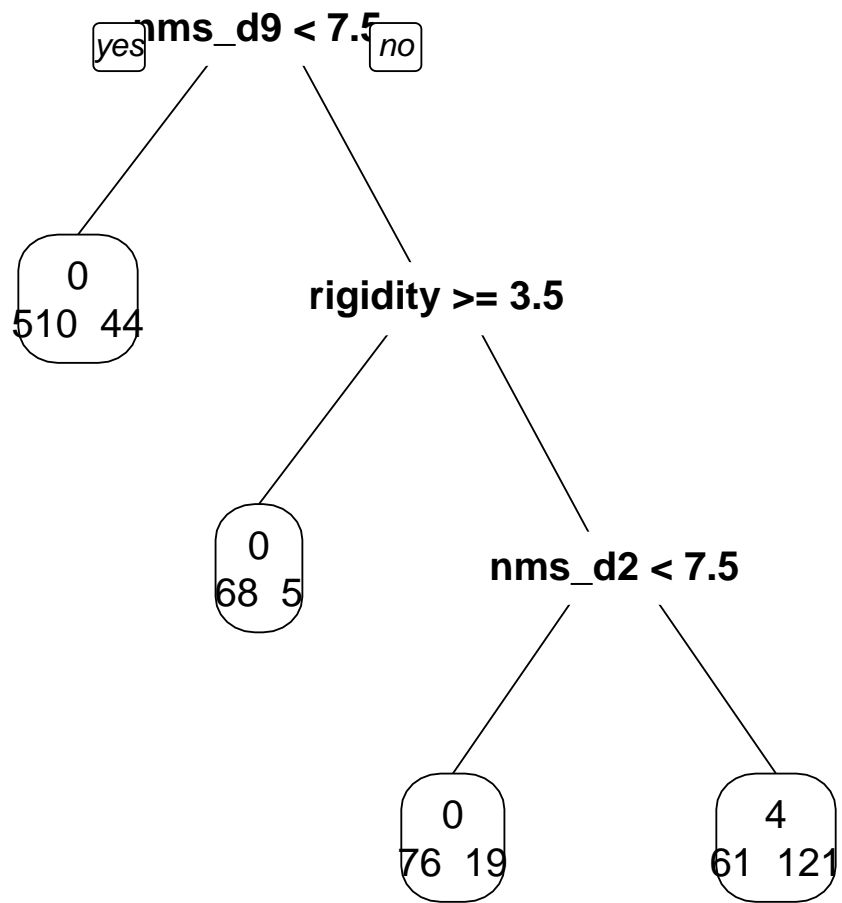 nms_d9 < 7.5
yes no
0
510 44
rigidity >= 3.5
0
68 5
nms_d2 < 7.5
0
76 19
4
61 121